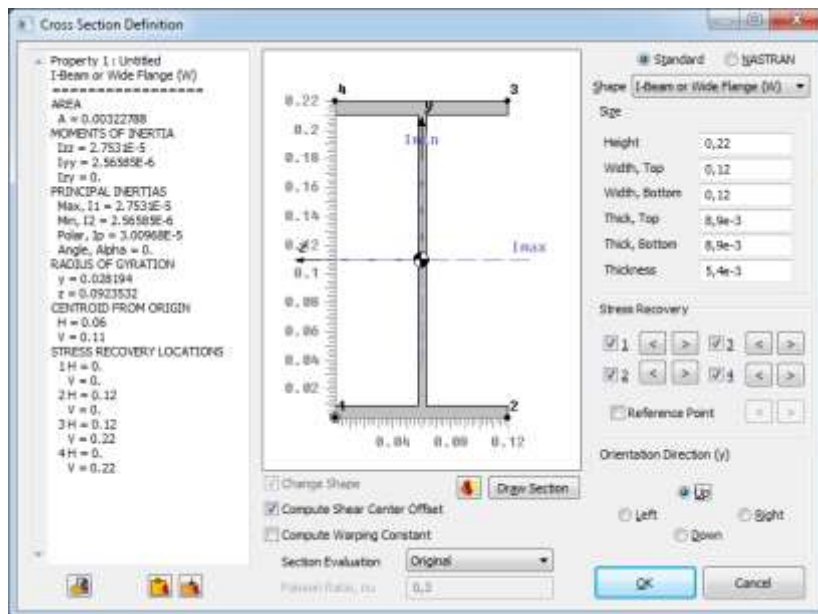 Cross Section Definition
Property 1 : Untitled
I-Beam or Wide Flange (W)
=================
AREA
A = 0.00322788
MOMENTS OF INERTIA
Izz = 2.7531E-5
Iyy = 2.56585E-6
Izy = 0.
PRINCIPAL INERTIAS
Max, I1 = 2.7531E-5
Min, I2 = 2.56585E-6
Polar, Ip = 3.00968E-5
Angle, Alpha = 0.
RADIUS OF GYRATION
y = 0.028194
z = 0.0923532
CENTROID FROM ORIGIN
H = 0.06
V = 0.11
STRESS RECOVERY LOCATIONS
1 H = 0.
V = 0.
2 H = 0.12
V = 0.
3 H = 0.12
V = 0.22
4 H = 0.
V = 0.22
4
3
0.22
y
0.2
Imin
0.18
0.16
0.14
0.12
Imax
0.1
0.08
0.06
0.04
0.02
1
2
0.04
0.08
0.12
Change Shape
Draw Section
Compute Shear Center Offset
Compute Warping Constant
Section Evaluation
Original
Poisson Ratio, nu
0,3
Standard
NASTRAN
Shape
I-Beam or Wide Flange (W)
Size
Height
0,22
Width, Top
0,12
Width, Bottom
0,12
Thick, Top
8,9e-3
Thick, Bottom
8,9e-3
Thickness
5,4e-3
Stress Recovery
1 < > 3 < >
2 < > 4 < >
Reference Point < >
Orientation Direction (y)
Up
Left
Right
Down
OK
Cancel